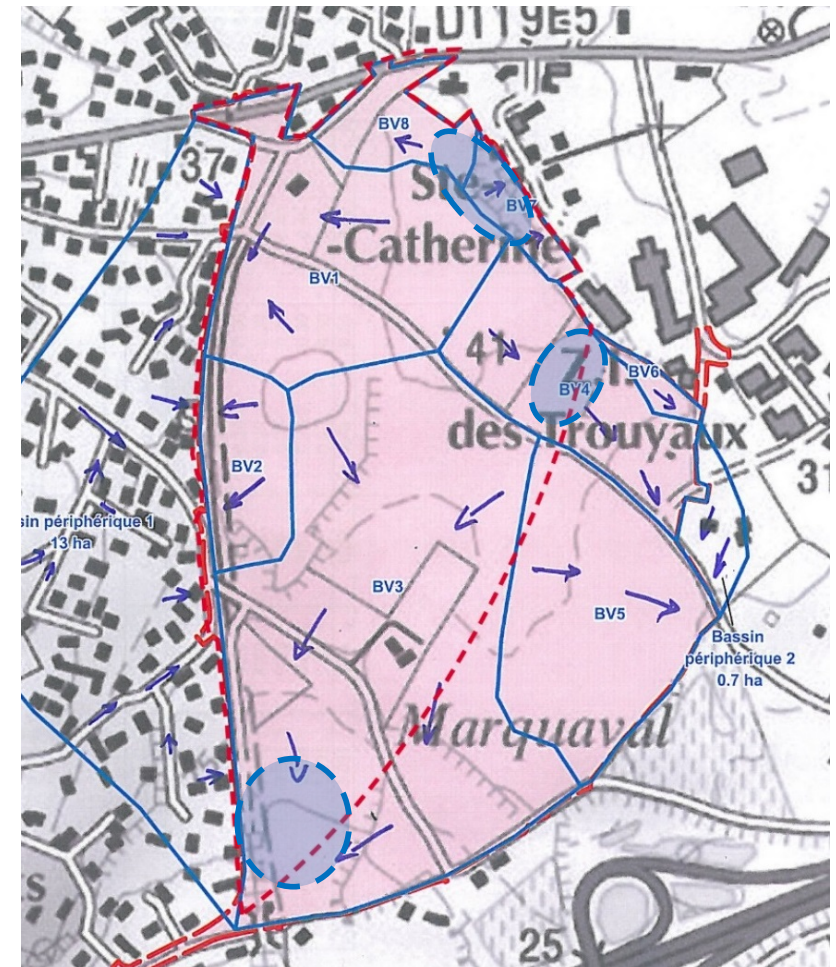 D119E5
BV8
37
Ste-
BV7
-Catherine
BV1
41
Z.I.
BV6
BV4
des Trouyaux
BV2
31
sin périphérique 1
13 ha
BV3
BV5
Bassin
périphérique 2
0.7 ha
Marquaval
25